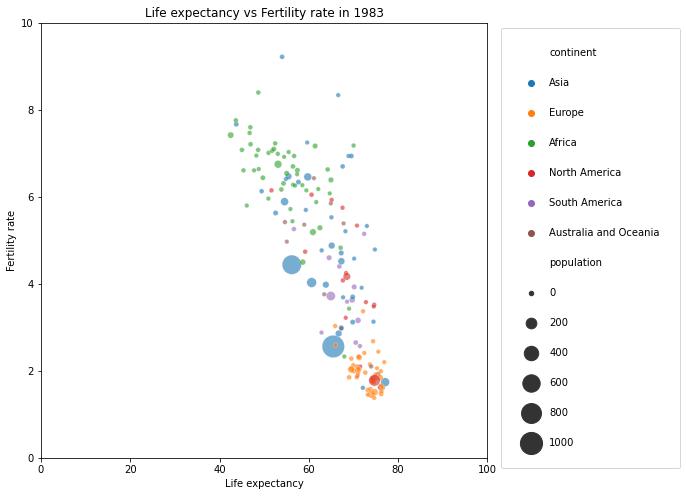 Life expectancy vs Fertility rate in 1983
10
8
6
4
2
0
Fertility rate
0 20 40 60 80 100
Life expectancy
continent
Asia
Europe
Africa
North America
South America
Australia and Oceania
population
0
200
400
600
800
1000